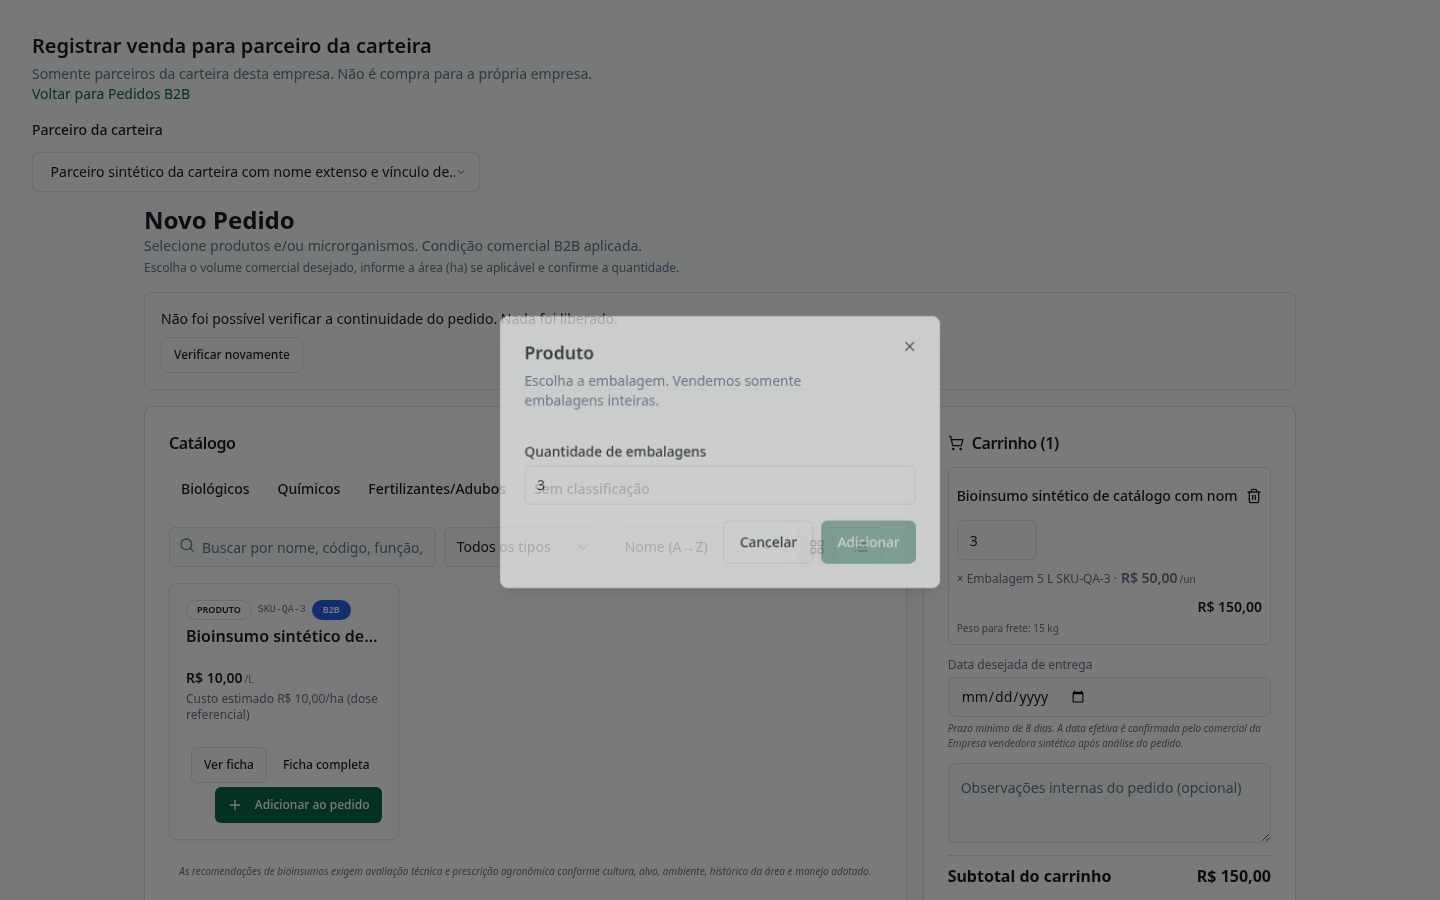 Registrar venda para parceiro da carteira
Somente parceiros da carteira desta empresa. Não é compra para a própria empresa.
Voltar para Pedidos B2B
Parceiro da carteira
Parceiro sintético da carteira com nome extenso e vínculo de..
Novo Pedido
Selecione produtos e/ou microrganismos. Condição comercial B2B aplicada.
Escolha o volume comercial desejado, informe a área (ha) se aplicável e confirme a quantidade.
Não foi possível verificar a continuidade do pedido. Nada foi liberado.
Verificar novamente
Produto
Escolha a embalagem. Vendemos somente
embalagens inteiras.
Quantidade de embalagens
3
Cancelar
Adicionar
Catálogo
Biológicos
Químicos
Fertilizantes/Adubos
Sem classificação
Buscar por nome, código, função,
Todos os tipos
Nome (A→Z)
PRODUTO
SKU-QA-3
B2B
Bioinsumo sintético de...
R$ 10,00 /L
Custo estimado R$ 10,00/ha (dose
referencial)
Ver ficha
Ficha completa
Adicionar ao pedido
As recomendações de bioinsumos exigem avaliação técnica e prescrição agronômica conforme cultura, alvo, ambiente, histórico da área e manejo adotado.
Carrinho (1)
Bioinsumo sintético de catálogo com nom
3
× Embalagem 5 L SKU-QA-3 · R$ 50,00 /un
R$ 150,00
Peso para frete: 15 kg
Data desejada de entrega
mm/dd/yyyy
Prazo mínimo de 8 dias. A data efetiva é confirmada pelo comercial da
Empresa vendedora sintética após análise do pedido.
Observações internas do pedido (opcional)
Subtotal do carrinho
R$ 150,00